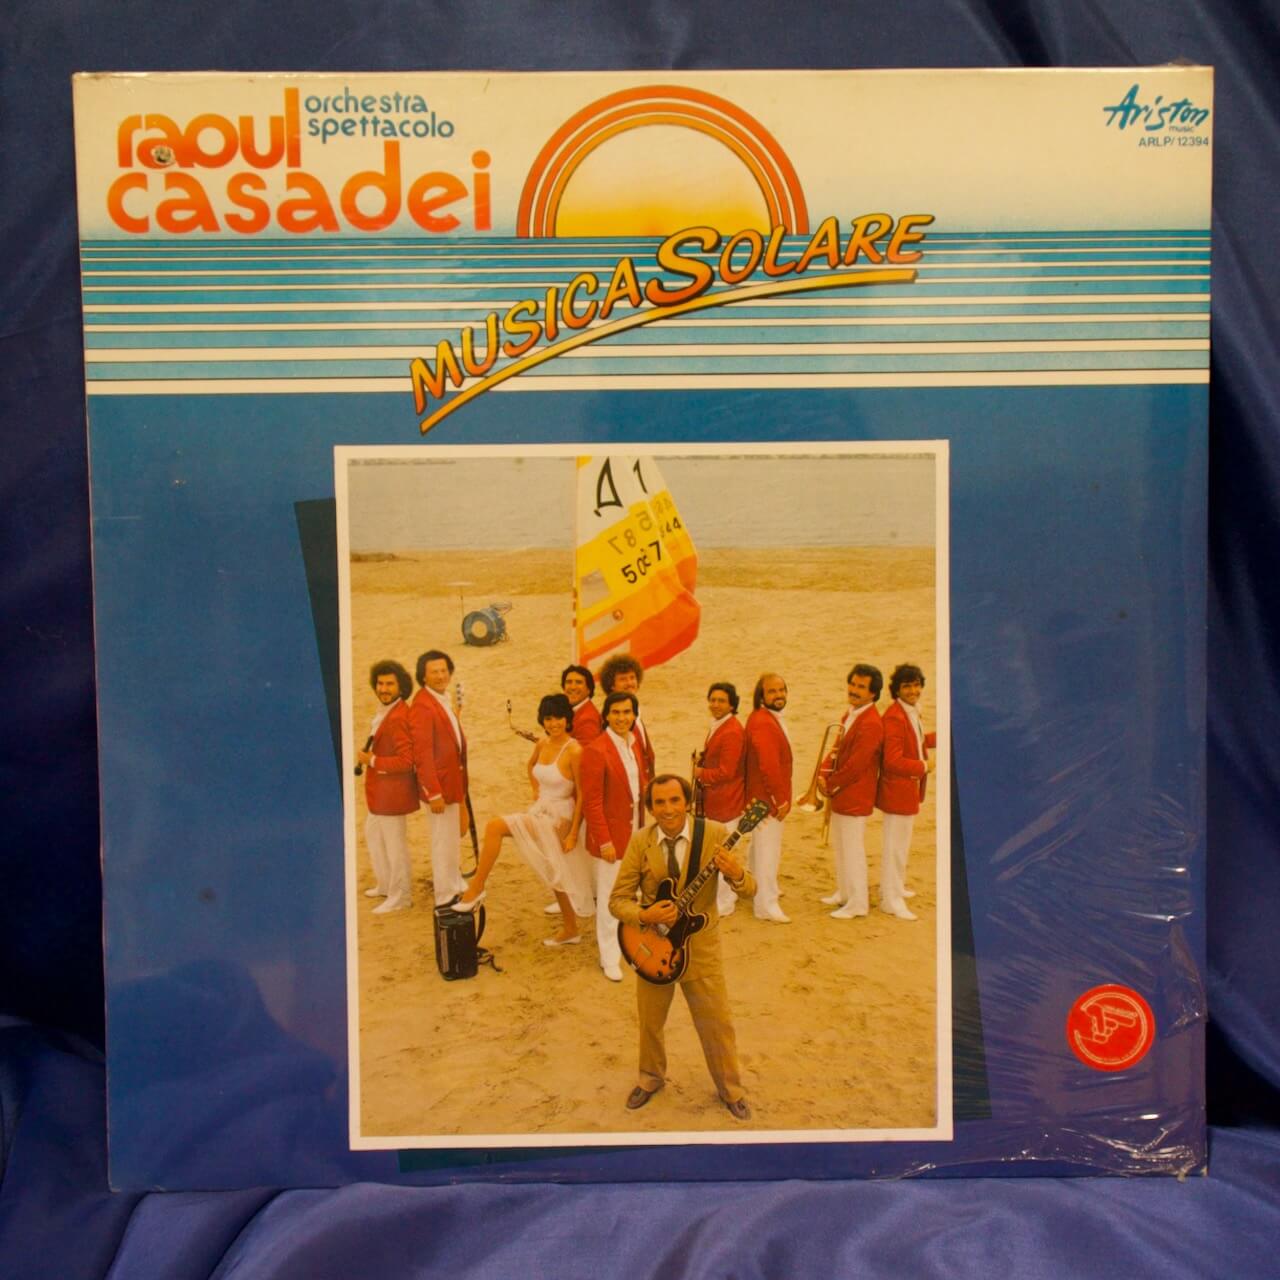 raoul
orchestra
spettacolo
casadei
Ariston
music
ARLP/12394
MUSICA SOLARE